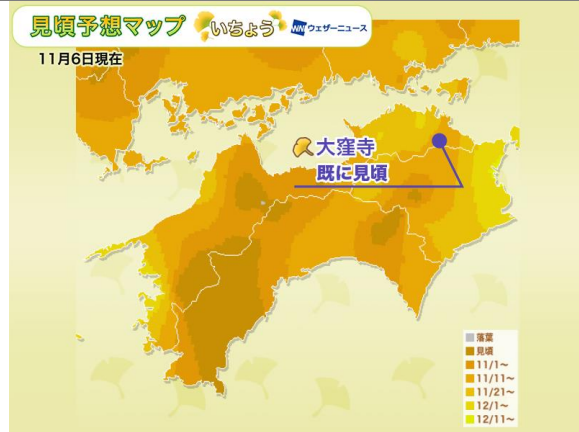 見頃予想マップ いちょう WNI ウェザーニュース
11月6日現在
大窪寺
既に見頃
落葉
見頃
11/1～
11/11～
11/21～
12/1～
12/11～